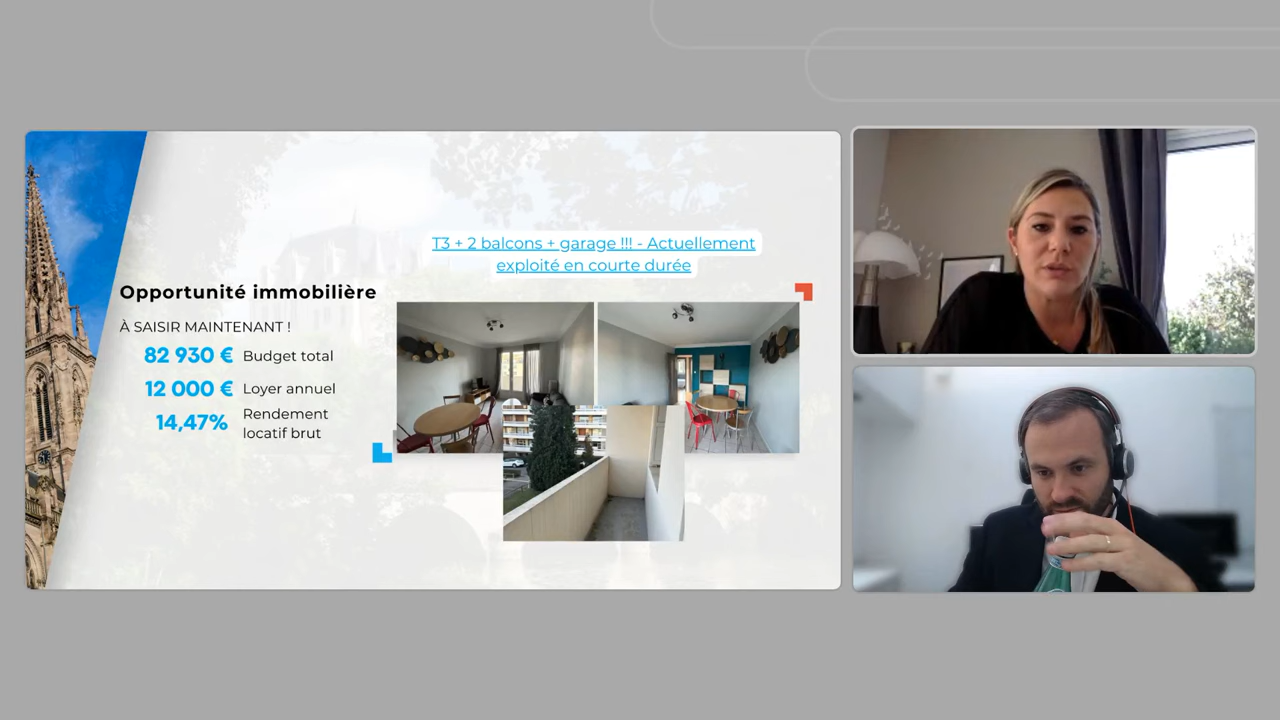 T3 + 2 balcons + garage !!! - Actuellement
exploité en courte durée
Opportunité immobilière
À SAISIR MAINTENANT !
82 930 € Budget total
12 000 € Loyer annuel
14,47% Rendement
locatif brut